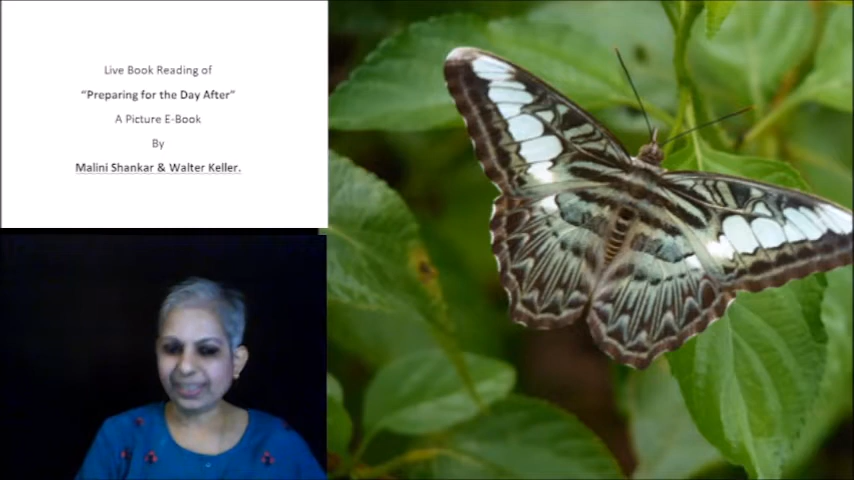 Live Book Reading of
“Preparing for the Day After”
A Picture E-Book
By
Malini Shankar & Walter Keller.